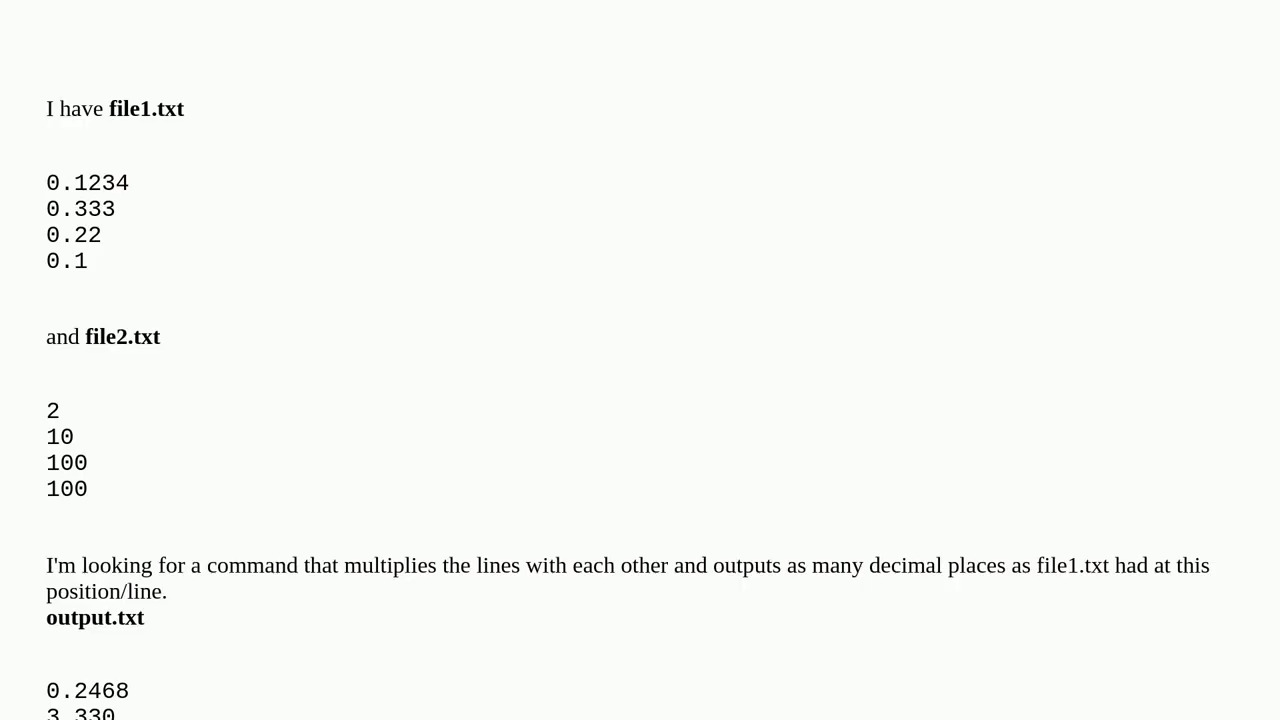 I have file1.txt
0.1234
0.333
0.22
0.1
and file2.txt
2
10
100
100
I'm looking for a command that multiplies the lines with each other and outputs as many decimal places as file1.txt had at this
position/line.
output.txt
0.2468
3.330